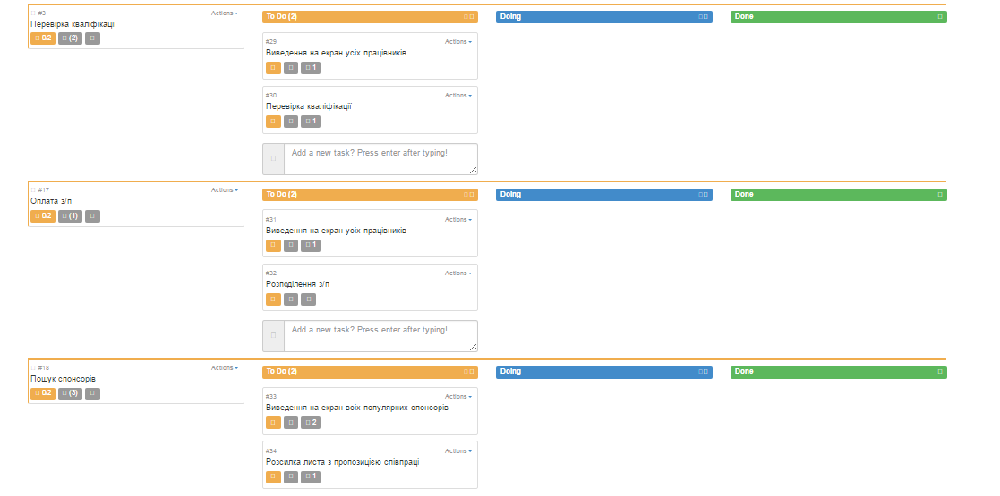 #3 Actions
Перевірка кваліфікації
0/2 (2)
To Do (2)
Doing
Done
#29 Actions
Виведення на екран усіх працівників
1
#30 Actions
Перевірка кваліфікації
1
Add a new task? Press enter after typing!
#17 Actions
Оплата з/п
0/2 (1)
To Do (2)
Doing
Done
#31 Actions
Виведення на екран усіх працівників
1
#32 Actions
Розподілення з/п
Add a new task? Press enter after typing!
#18 Actions
Пошук спонсорів
0/2 (3)
To Do (2)
Doing
Done
#33 Actions
Виведення на екран всіх популярних спонсорів
2
#34 Actions
Розсилка листа з пропозицією співпраці
1